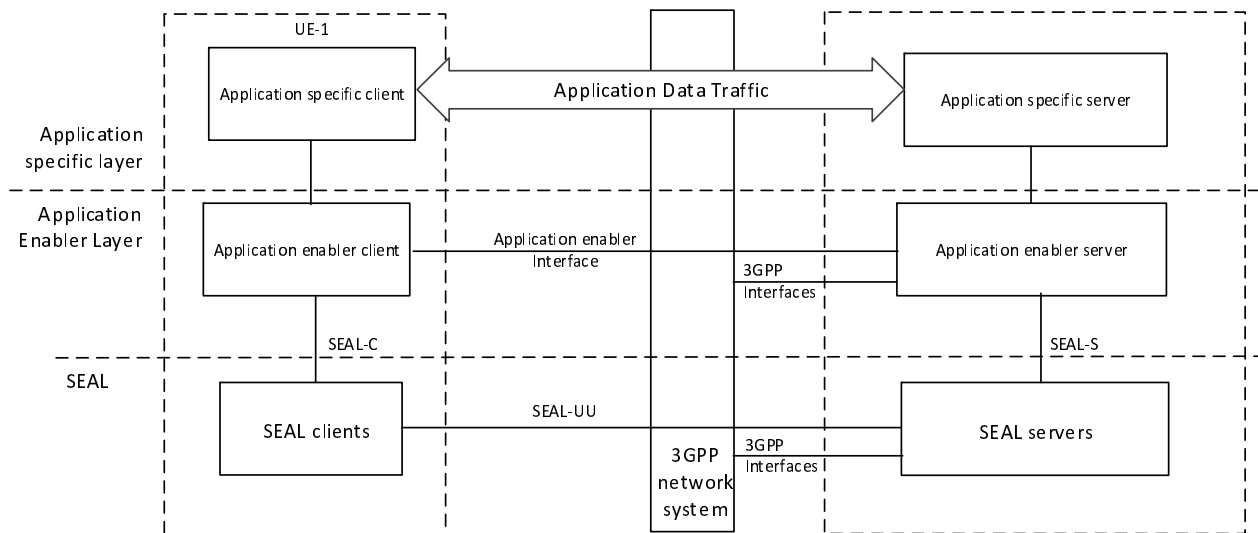 UE-1
Application specific client
Application Data Traffic
Application specific server
Application
specific layer
Application
Enabler Layer
Application enabler client
Application enabler
Interface
Application enabler server
3GPP
Interfaces
SEAL-C
SEAL-S
SEAL
SEAL clients
SEAL-UU
SEAL servers
3GPP
Interfaces
3GPP
network
system